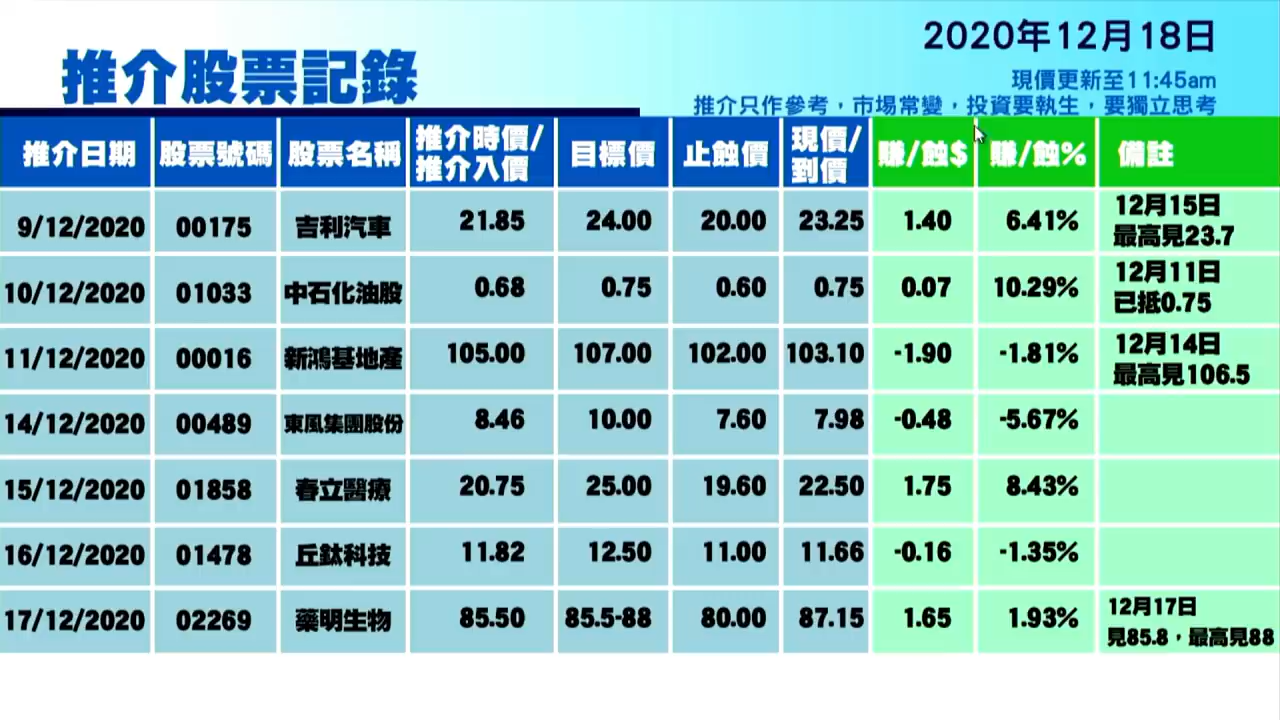 2020年12月18日
推介股票記錄
現價更新至11:45am
推介只作參考，市場常變，投資要執生，要獨立思考
推介日期 股票號碼 股票名稱 推介時價/推介入價 目標價 止蝕價 現價/到價 賺/蝕$ 賺/蝕% 備註
9/12/2020 00175 吉利汽車 21.85 24.00 20.00 23.25 1.40 6.41% 12月15日 最高見23.7
10/12/2020 01033 中石化油股 0.68 0.75 0.60 0.75 0.07 10.29% 12月11日 已抵0.75
11/12/2020 00016 新鴻基地產 105.00 107.00 102.00 103.10 -1.90 -1.81% 12月14日 最高見106.5
14/12/2020 00489 東風集團股份 8.46 10.00 7.60 7.98 -0.48 -5.67%
15/12/2020 01858 春立醫療 20.75 25.00 19.60 22.50 1.75 8.43%
16/12/2020 01478 丘鈦科技 11.82 12.50 11.00 11.66 -0.16 -1.35%
17/12/2020 02269 藥明生物 85.50 85.5-88 80.00 87.15 1.65 1.93% 12月17日 見85.8，最高見88